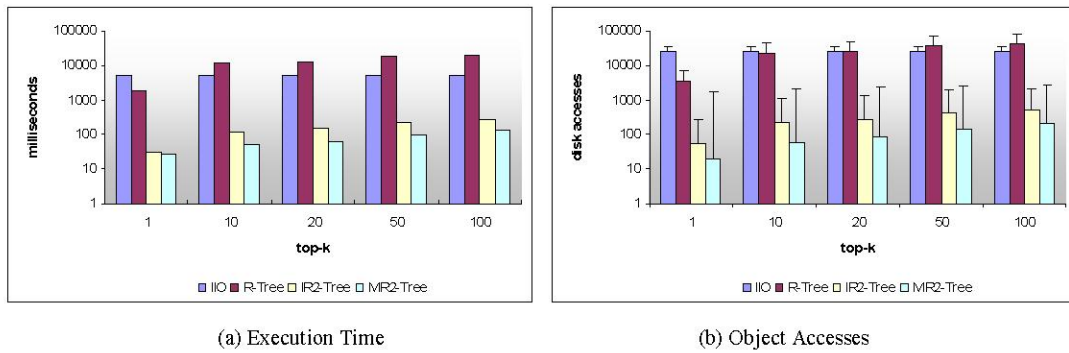 100000
10000
1000
100
10
1
milliseconds
1 10 20 50 100
top-k
IIO R-Tree IR2-Tree MR2-Tree
(a) Execution Time
100000
10000
1000
100
10
1
disk accesses
1 10 20 50 100
top-k
IIO R-Tree IR2-Tree MR2-Tree
(b) Object Accesses